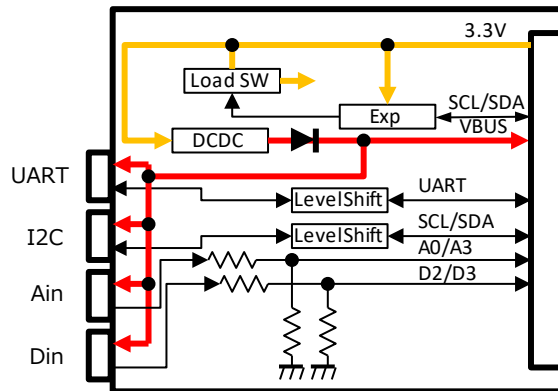 3.3V
Load SW
Exp
SCL/SDA
VBUS
DCDC
UART
LevelShift
UART
I2C
LevelShift
SCL/SDA
A0/A3
Ain
D2/D3
Din